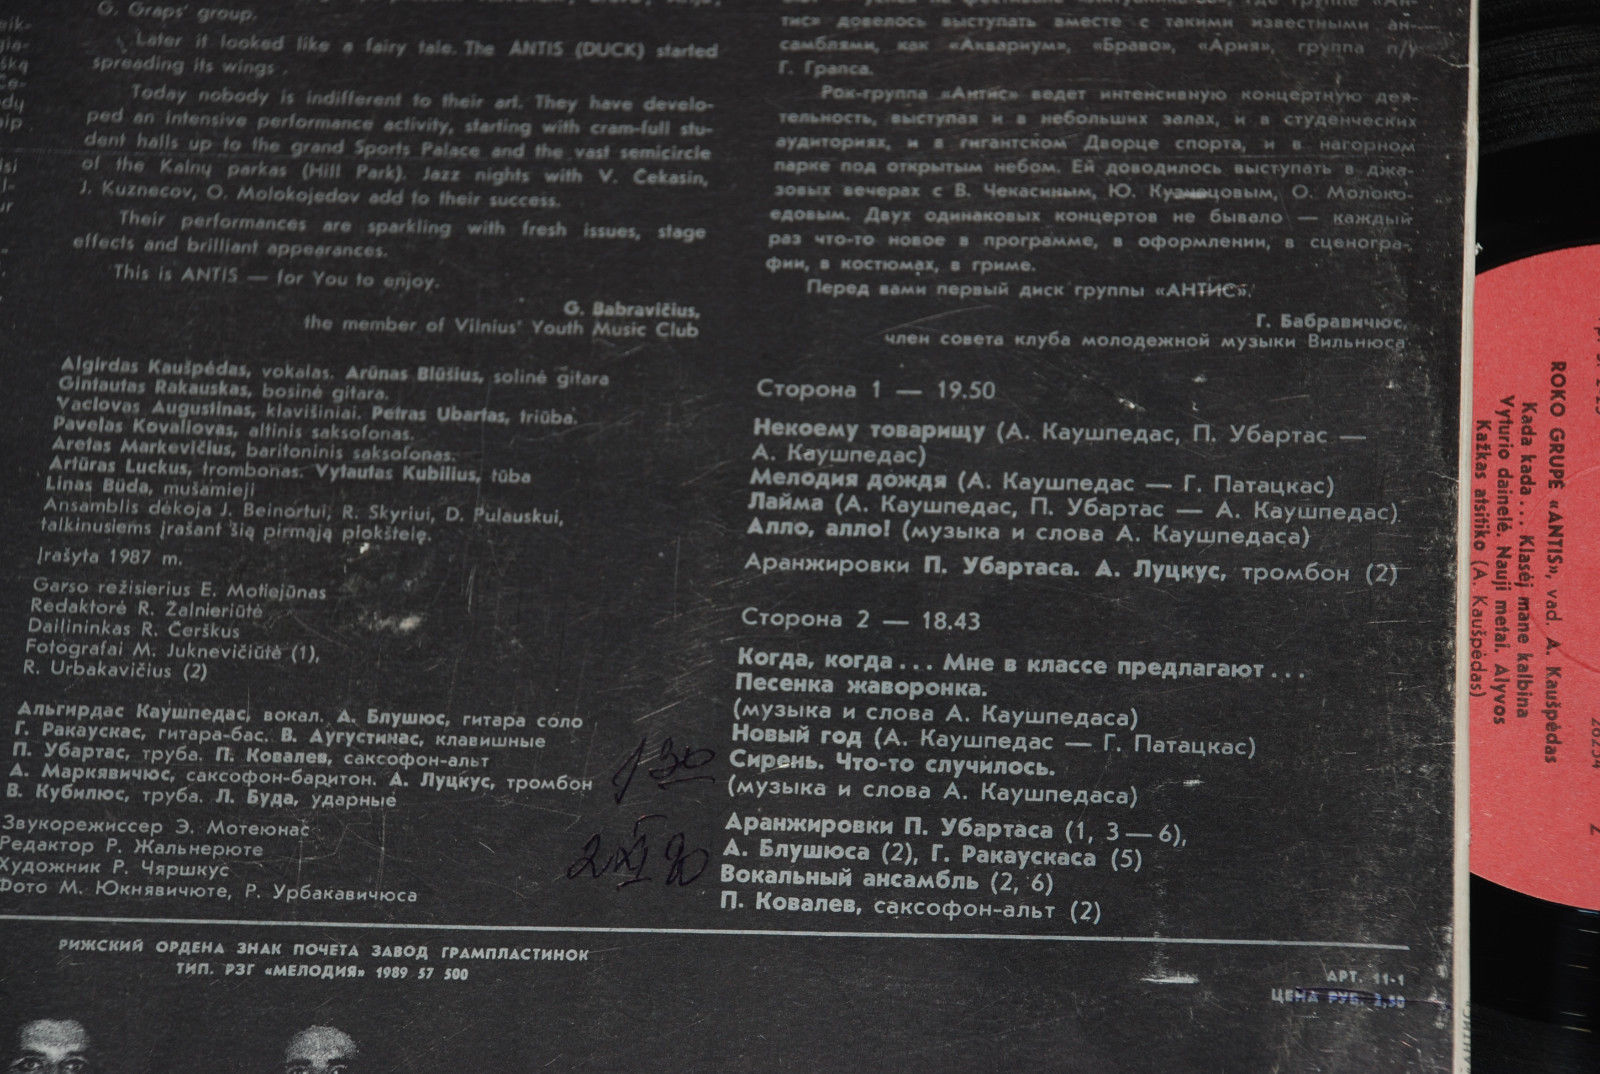 G. Graps' group.
Later it looked like a fairy tale. The ANTIS (DUCK) started
spreading its wings .
Today nobody is indifferent to their art. They have develo-
ped an intensive performance activity, starting with cram-full stu-
dent halls up to the grand Sports Palace and the vast semicircle
of the Kalnų parkas (Hill Park). Jazz nights with V. Čekasin,
J. Kuznecov, O. Molokojedov add to their success.
Their performances are sparkling with fresh issues, stage
effects and brilliant appearances.
This is ANTIS — for You to enjoy.
G. Babravičius,
the member of Vilnius' Youth Music Club
Algirdas Kaušpėdas, vokalas. Arūnas Blūšius, solinė gitara
Gintautas Rakauskas, bosinė gitara.
Vaclovas Augustinas, klavišiniai. Petras Ubartas, triūba.
Pavelas Kovaliovas, altinis saksofonas.
Aretas Markevičius, baritoninis saksofonas.
Artūras Luckus, trombonas. Vytautas Kubilius, tūba
Linas Būda, mušamieji
Ansamblis dėkoja J. Beinortui, R. Skyriui, D. Pulauskui,
talkinusiems įrašant šią pirmąją plokštelę.
Įrašyta 1987 m.
Garso režisierius E. Motiejūnas
Redaktorė R. Žalnieriūtė
Dailininkas R. Čerškus
Fotografai M. Juknevičiūtė (1),
R. Urbakavičius (2)
Альгирдас Каушпедас, вокал. А. Блушюс, гитара соло
Г. Ракаускас, гитара-бас. В. Аугустинас, клавишные
П. Убартас, труба. П. Ковалев, саксофон-альт
А. Маркявичюс, саксофон-баритон. А. Луцкус, тромбон
В. Кубилюс, труба. Л. Буда, ударные
Звукорежиссер Э. Мотеюнас
Редактор Р. Жальнерюте
Художник Р. Чяршкус
Фото М. Юкнявичюте, Р. Урбакавичюса
тис» довелось выступать вместе с такими известными ан-
самблями, как «Аквариум», «Браво», «Ария», группа п/у
Г. Грапса.
Рок-группа «Антис» ведет интенсивную концертную дея-
тельность, выступая и в небольших залах, и в студенческих
аудиториях, и в гигантском Дворце спорта, и в нагорном
парке под открытым небом. Ей доводилось выступать в джа-
зовых вечерах с В. Чекасиным, Ю. Кузнецовым, О. Молоко-
едовым. Двух одинаковых концертов не бывало — каждый
раз что-то новое в программе, в оформлении, в сценогра-
фии, в костюмах, в гриме.
Перед вами первый диск группы «АНТИС».
Г. Бабравичюс,
член совета клуба молодежной музыки Вильнюса
Сторона 1 — 19.50
Некоему товарищу (А. Каушпедас, П. Убартас —
А. Каушпедас)
Мелодия дождя (А. Каушпедас — Г. Патацкас)
Лайма (А. Каушпедас, П. Убартас — А. Каушпедас)
Алло, алло! (музыка и слова А. Каушпедаса)
Аранжировки П. Убартаса. А. Луцкус, тромбон (2)
Сторона 2 — 18.43
Когда, когда . . . Мне в классе предлагают . . .
Песенка жаворонка.
(музыка и слова А. Каушпедаса)
Новый год (А. Каушпедас — Г. Патацкас)
Сирень. Что-то случилось.
(музыка и слова А. Каушпедаса)
Аранжировки П. Убартаса (1, 3 — 6),
А. Блушюса (2), Г. Ракаускаса (5)
Вокальный ансамбль (2, 6)
П. Ковалев, саксофон-альт (2)
РИЖСКИЙ ОРДЕНА ЗНАК ПОЧЕТА ЗАВОД ГРАМПЛАСТИНОК
ТИП. РЗГ «МЕЛОДИЯ» 1989 57 500
АРТ. 11-1
ЦЕНА РУБ. 2,50
ROKO GRUPĖ «ANTIS», vad. A. Kaušpėdas
Kada kada . . . Klasėj mane kalbina
Vyturio dainelė. Nauji metai. Alyvos
Kažkas atsitiko (A. Kaušpėdas)
2